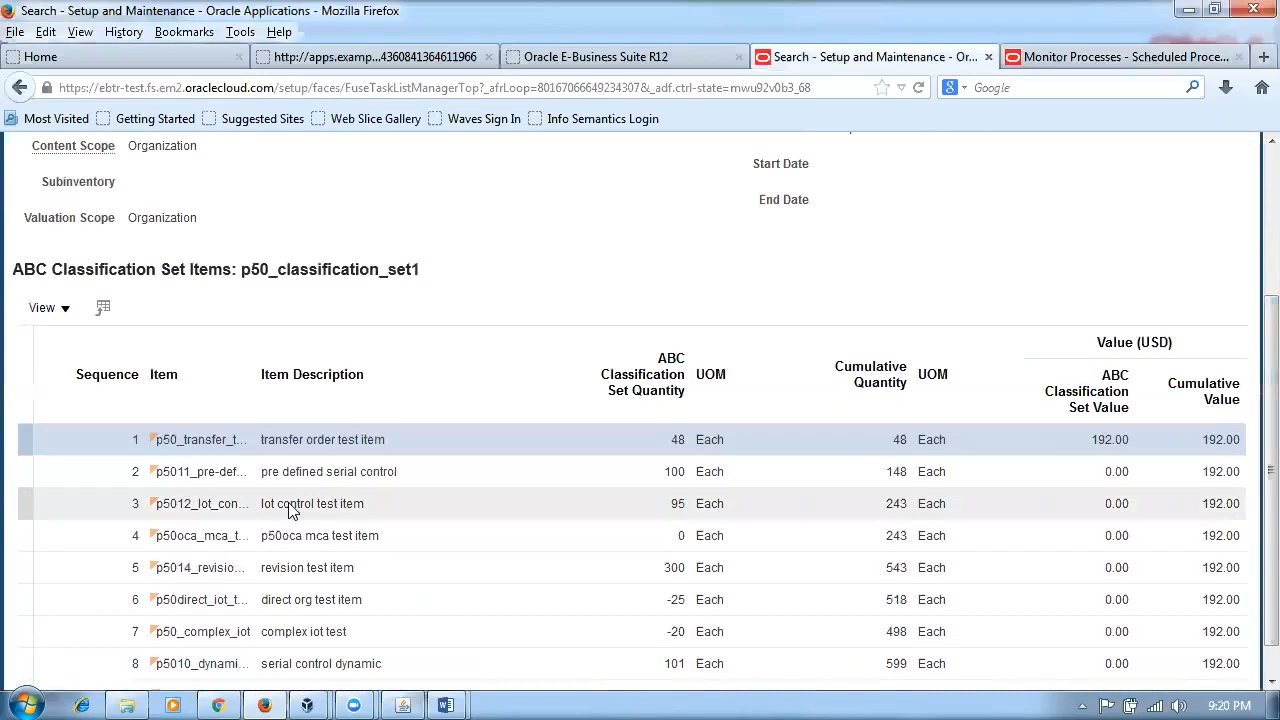 Search - Setup and Maintenance - Oracle Applications - Mozilla Firefox
File Edit View History Bookmarks Tools Help
Home
http://apps.examp...4360841364611966
Oracle E-Business Suite R12
Search - Setup and Maintenance - Or...
Monitor Processes - Scheduled Proce...
https://ebtr-test.fs.em2.oraclecloud.com/setup/faces/FuseTaskListManagerTop?_afrLoop=80167066649234307&_adf.ctrl-state=mwu92v0b3_68
Google
Most Visited Getting Started Suggested Sites Web Slice Gallery Waves Sign In Info Semantics Login
Content Scope Organization
Start Date
Subinventory
End Date
Valuation Scope Organization
ABC Classification Set Items: p50_classification_set1
View
Value (USD)
Sequence Item Item Description ABC Classification Set Quantity UOM Cumulative Quantity UOM ABC Classification Set Value Cumulative Value
1 p50_transfer_t... transfer order test item 48 Each 48 Each 192.00 192.00
2 p5011_pre-def... pre defined serial control 100 Each 148 Each 0.00 192.00
3 p5012_lot_con... lot control test item 95 Each 243 Each 0.00 192.00
4 p50oca_mca_t... p50oca mca test item 0 Each 243 Each 0.00 192.00
5 p5014_revisio... revision test item 300 Each 543 Each 0.00 192.00
6 p50direct_iot_t... direct org test item -25 Each 518 Each 0.00 192.00
7 p50_complex_iot complex iot test -20 Each 498 Each 0.00 192.00
8 p5010_dynami... serial control dynamic 101 Each 599 Each 0.00 192.00
9:20 PM